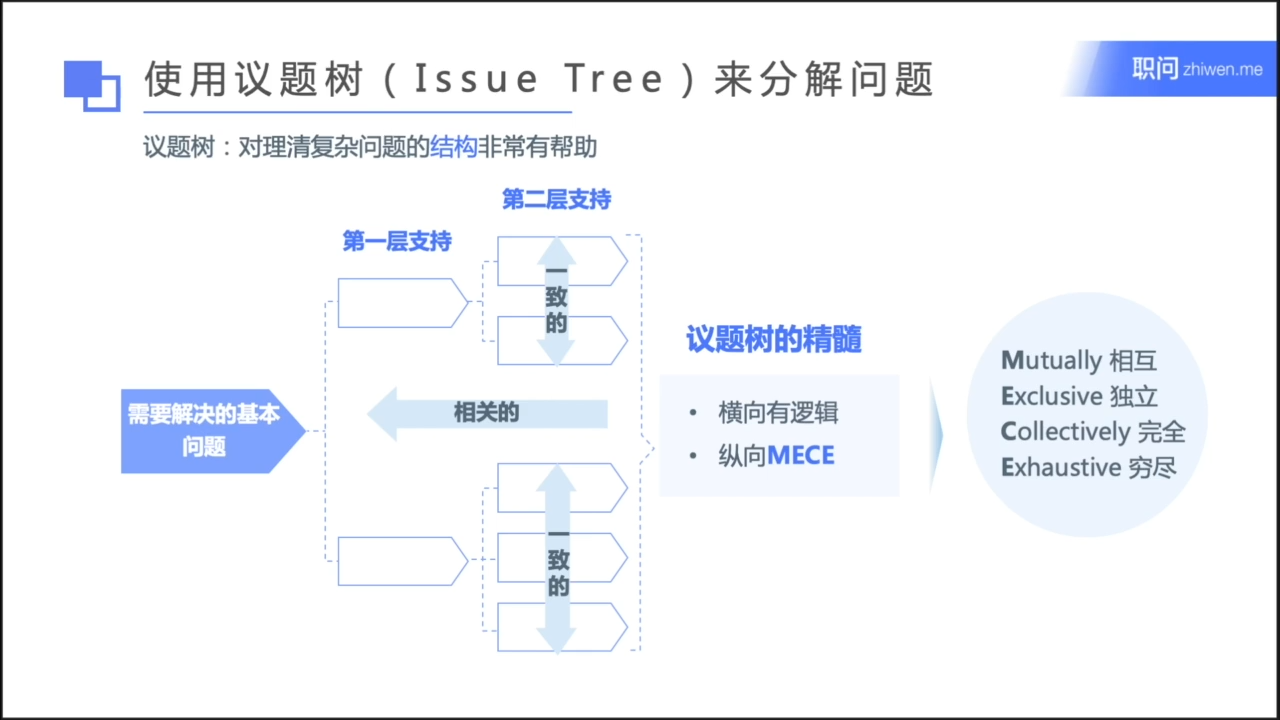 使用议题树（Issue Tree）来分解问题
职问 zhiwen.me
议题树：对理清复杂问题的结构非常有帮助
第二层支持
第一层支持
一致的
需要解决的基本
问题
相关的
一致的
议题树的精髓
• 横向有逻辑
• 纵向MECE
Mutually 相互
Exclusive 独立
Collectively 完全
Exhaustive 穷尽